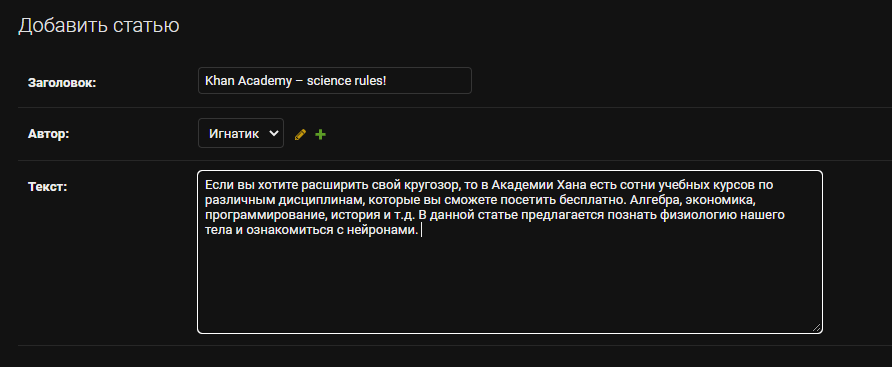 Добавить статью
Заголовок:
Khan Academy – science rules!
Автор:
Игнатик
Текст:
Если вы хотите расширить свой кругозор, то в Академии Хана есть сотни учебных курсов по
различным дисциплинам, которые вы сможете посетить бесплатно. Алгебра, экономика,
программирование, история и т.д. В данной статье предлагается познать физиологию нашего
тела и ознакомиться с нейронами.